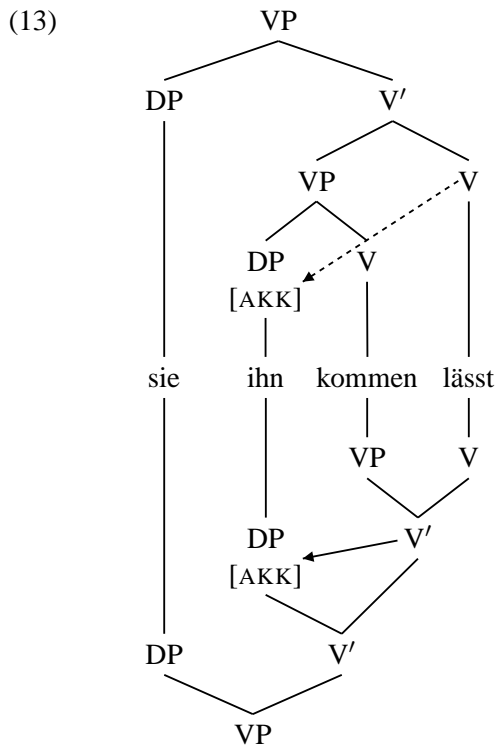 (13) VP
DP V′
VP V
DP V
[AKK]
sie ihn kommen lässt
VP V
DP V′
[AKK]
DP V′
VP